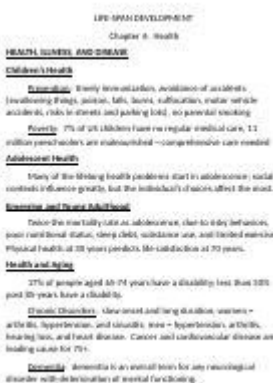 LIFE-SPAN DEVELOPMENT
Chapter 4: Health
HEALTH, ILLNESS, AND DISEASE
Children's Health
Prevention: timely immunization, avoidance of accidents
(swallowing things, poison, falls, burns, suffocation, motor vehicle
accidents, risks in streets and parking lots), no parental smoking
Poverty: 7% of US children have no regular medical care, 11
million preschoolers are malnourished – comprehensive care needed
Adolescent Health
Many of the lifelong health problems start in adolescence; social
contexts influence greatly, but the individual's choices affect the most.
Emerging and Young Adulthood
Twice the mortality rate as adolescence, due to risky behaviors,
poor nutritional status, sleep debt, substance use, and limited exercise
Physical health at 30 years predicts life satisfaction at 70 years.
Health and Aging
37% of people aged 65-74 years have a disability; less than 50%
past 85-years have a disability.
Chronic Disorders: slow onset and long duration, women =
arthritis, hypertension, and sinusitis; men = hypertension, arthritis,
hearing loss, and heart disease. Cancer and cardiovascular disease are
leading cause for 75+.
Dementia: dementia is an overall term for any neurological
disorder with deterioration of mental functioning.